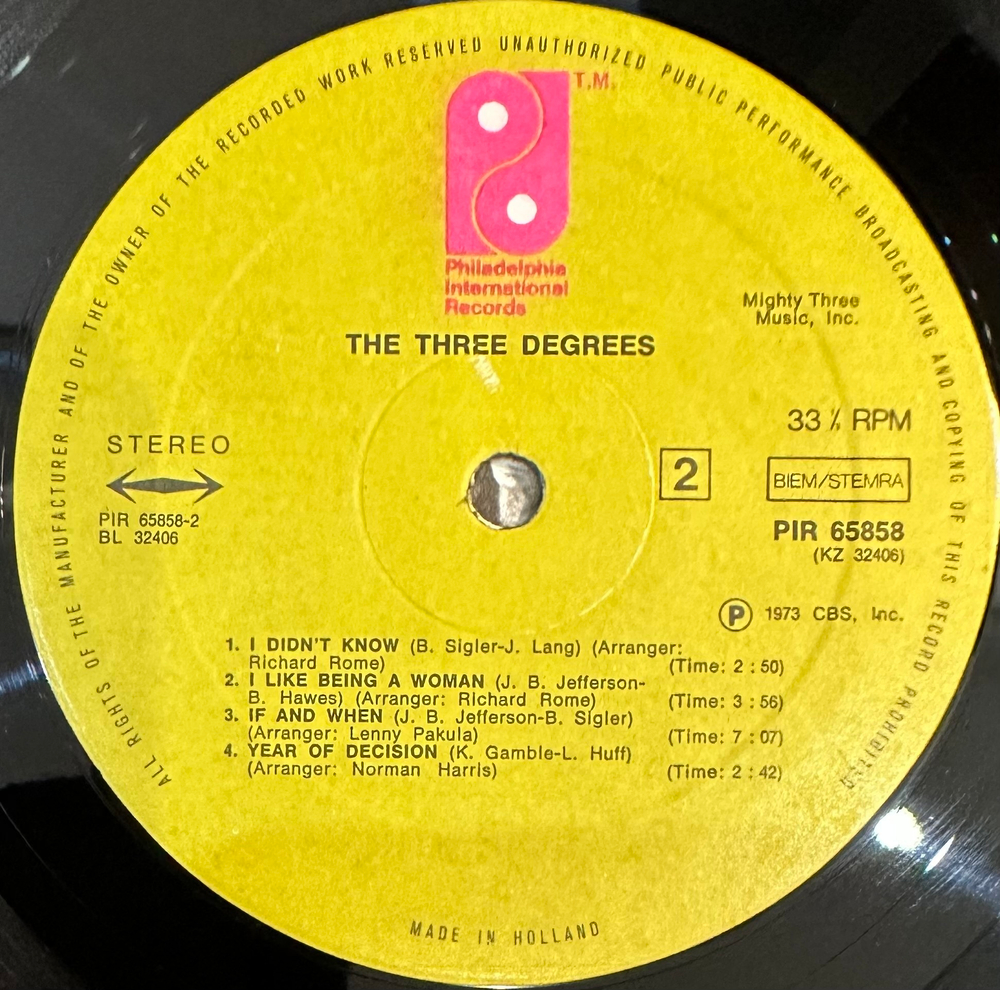 ALL RIGHTS OF THE MANUFACTURER AND OF THE OWNER OF THE RECORDED WORK RESERVED UNAUTHORIZED PUBLIC PERFORMANCE BROADCASTING AND COPYING OF THIS RECORD PROHIBITED
T.M.
Philadelphia
International
Records
Mighty Three
Music, Inc.
THE THREE DEGREES
33 ⅓ RPM
STEREO
2
BIEM/STEMRA
PIR 65858-2
BL 32406
PIR 65858
(KZ 32406)
Ⓟ 1973 CBS, Inc.
1. I DIDN'T KNOW (B. Sigler-J. Lang) (Arranger:
Richard Rome) (Time: 2 : 50)
2. I LIKE BEING A WOMAN (J. B. Jefferson-
B. Hawes) (Arranger: Richard Rome) (Time: 3 : 56)
3. IF AND WHEN (J. B. Jefferson-B. Sigler)
(Arranger: Lenny Pakula) (Time: 7 : 07)
4. YEAR OF DECISION (K. Gamble-L. Huff)
(Arranger: Norman Harris) (Time: 2 : 42)
MADE IN HOLLAND